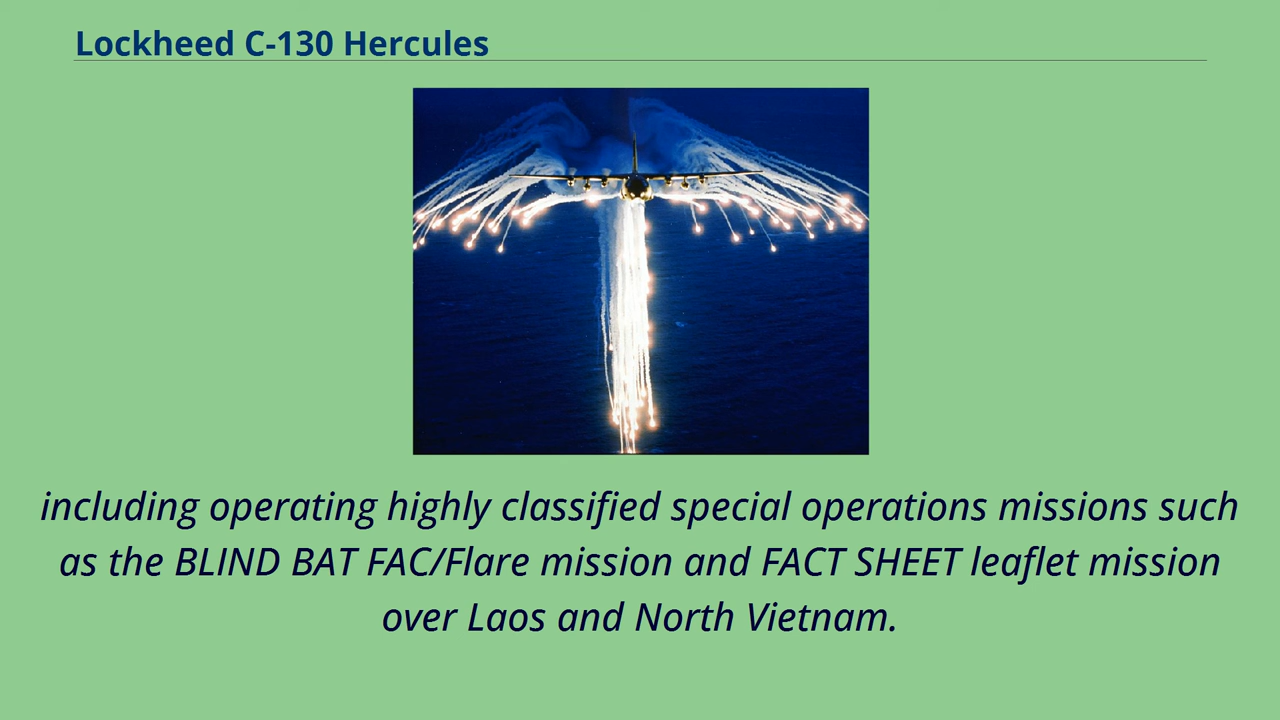 Lockheed C-130 Hercules
including operating highly classified special operations missions such
as the BLIND BAT FAC/Flare mission and FACT SHEET leaflet mission
over Laos and North Vietnam.